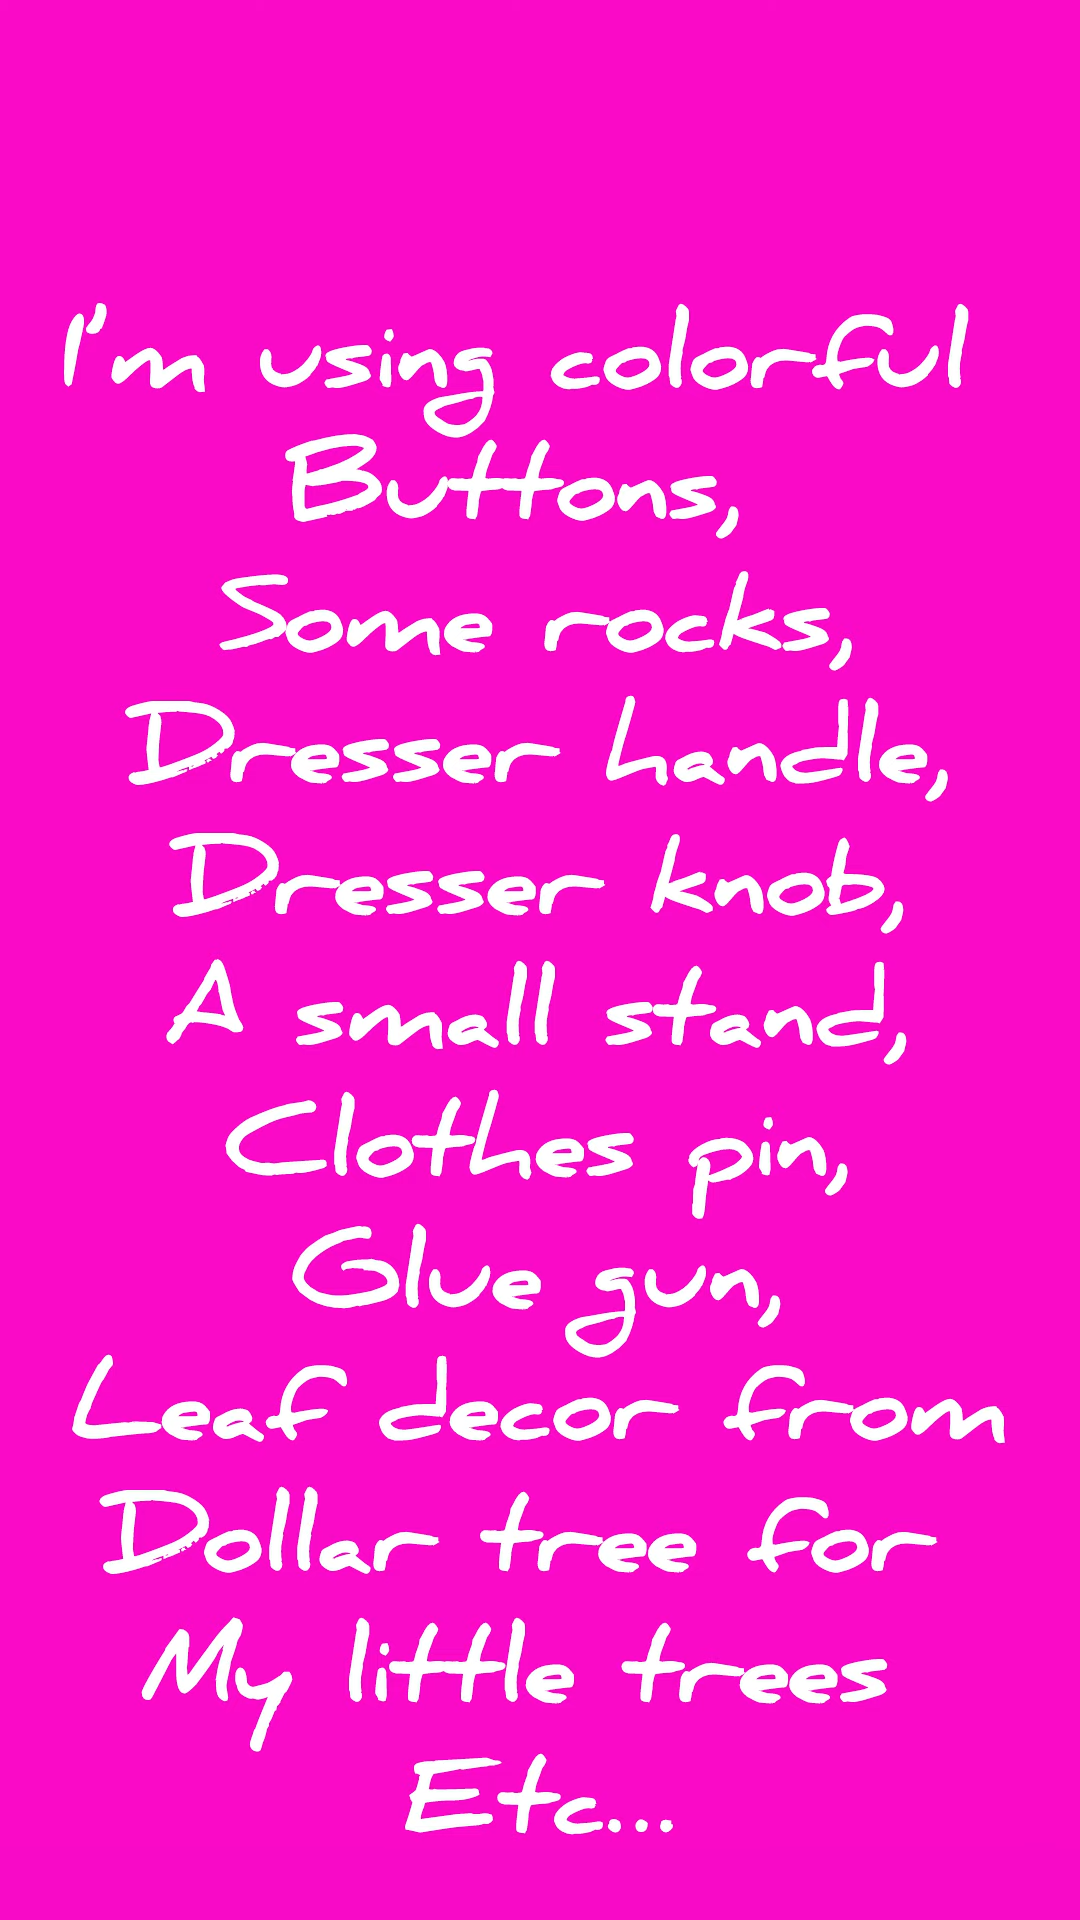 I'm using colorful
Buttons,
Some rocks,
Dresser handle,
Dresser knob,
A small stand,
Clothes pin,
Glue gun,
Leaf decor from
Dollar tree for
My little trees
Etc...